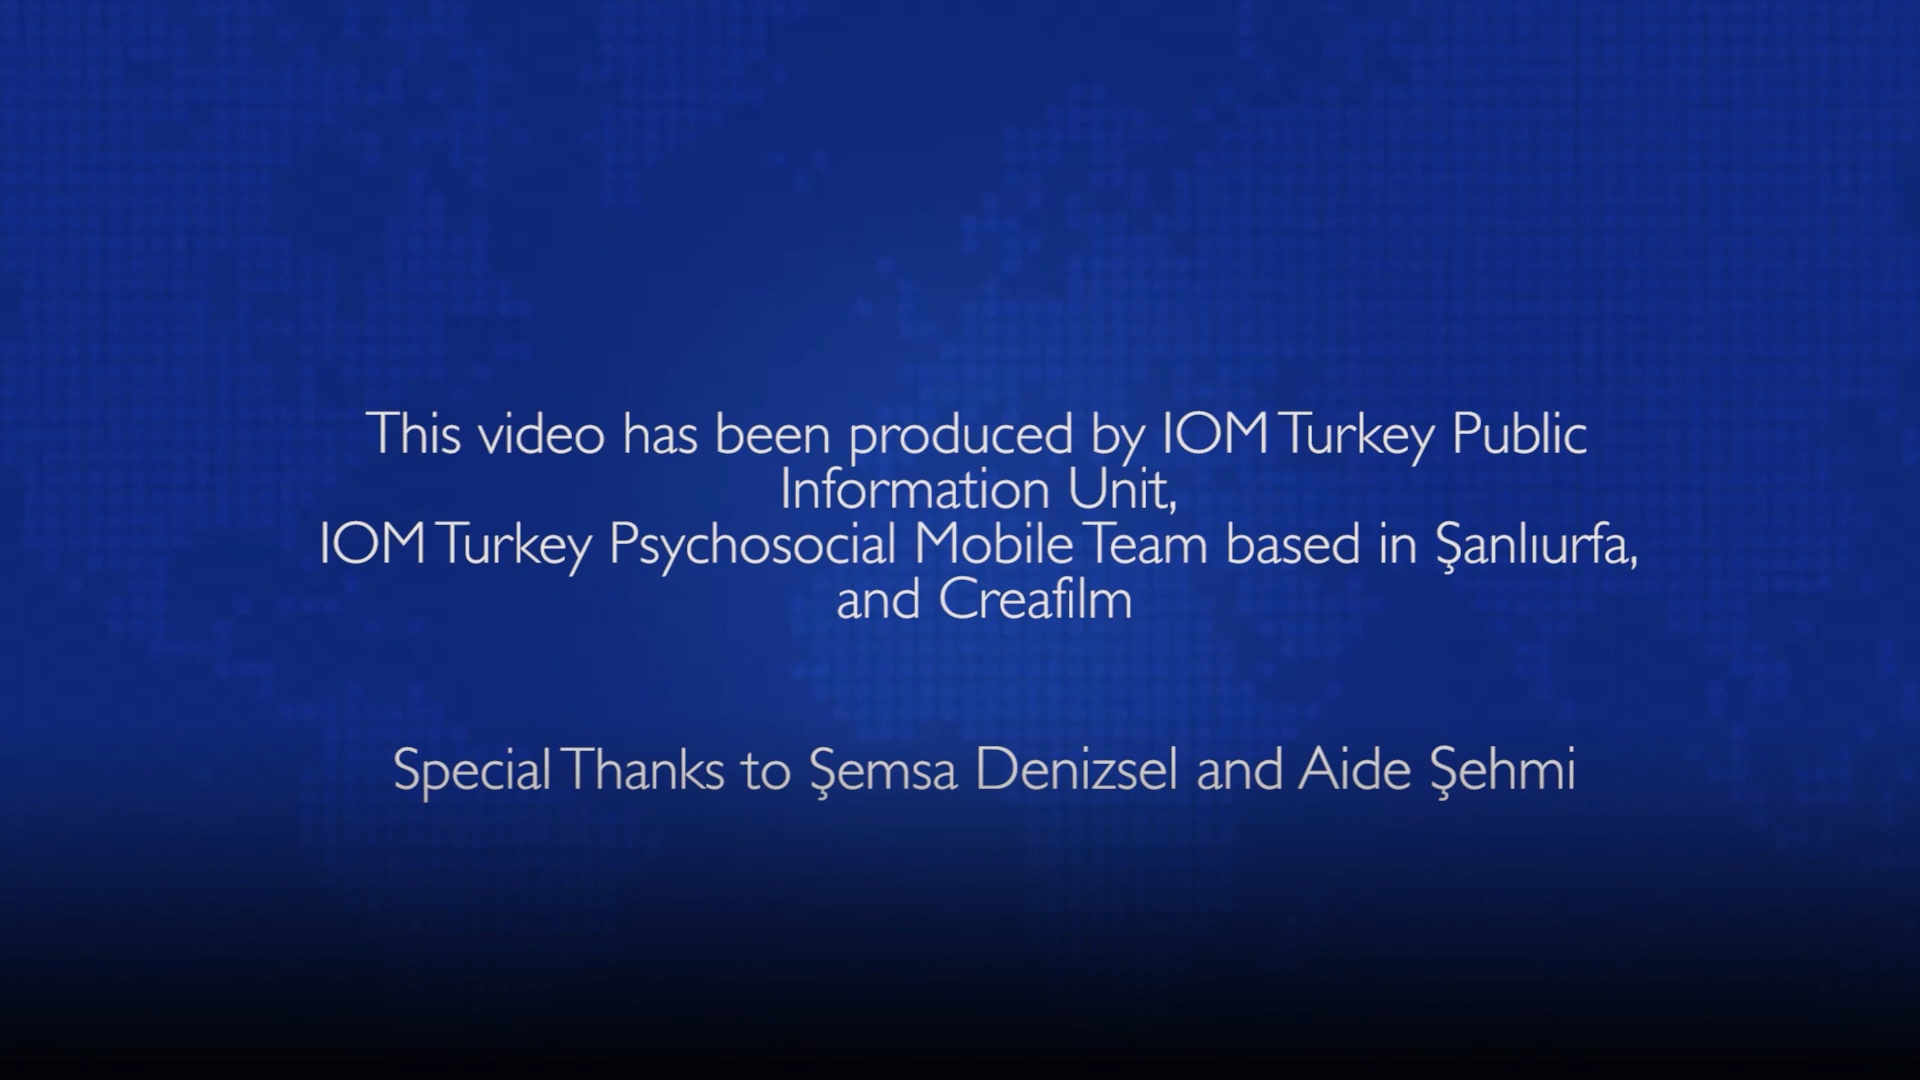 This video has been produced by IOM Turkey Public
Information Unit,
IOM Turkey Psychosocial Mobile Team based in Şanlıurfa,
and Creafilm
Special Thanks to Şemsa Denizsel and Aide Şehmi